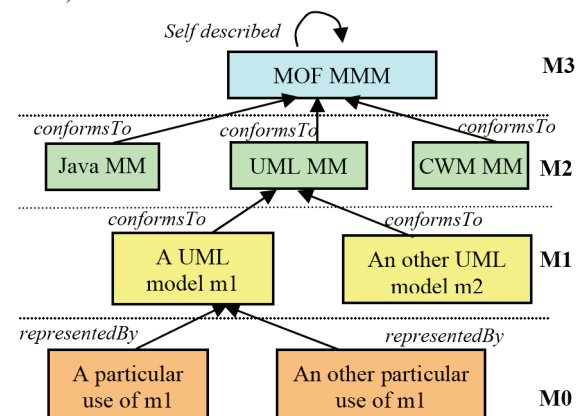 Self described
MOF MMM
M3
conformsTo
conformsTo
conformsTo
Java MM
UML MM
CWM MM
M2
conformsTo
conformsTo
A UML
model m1
An other UML
model m2
M1
representedBy
representedBy
A particular
use of m1
An other particular
use of m1
M0